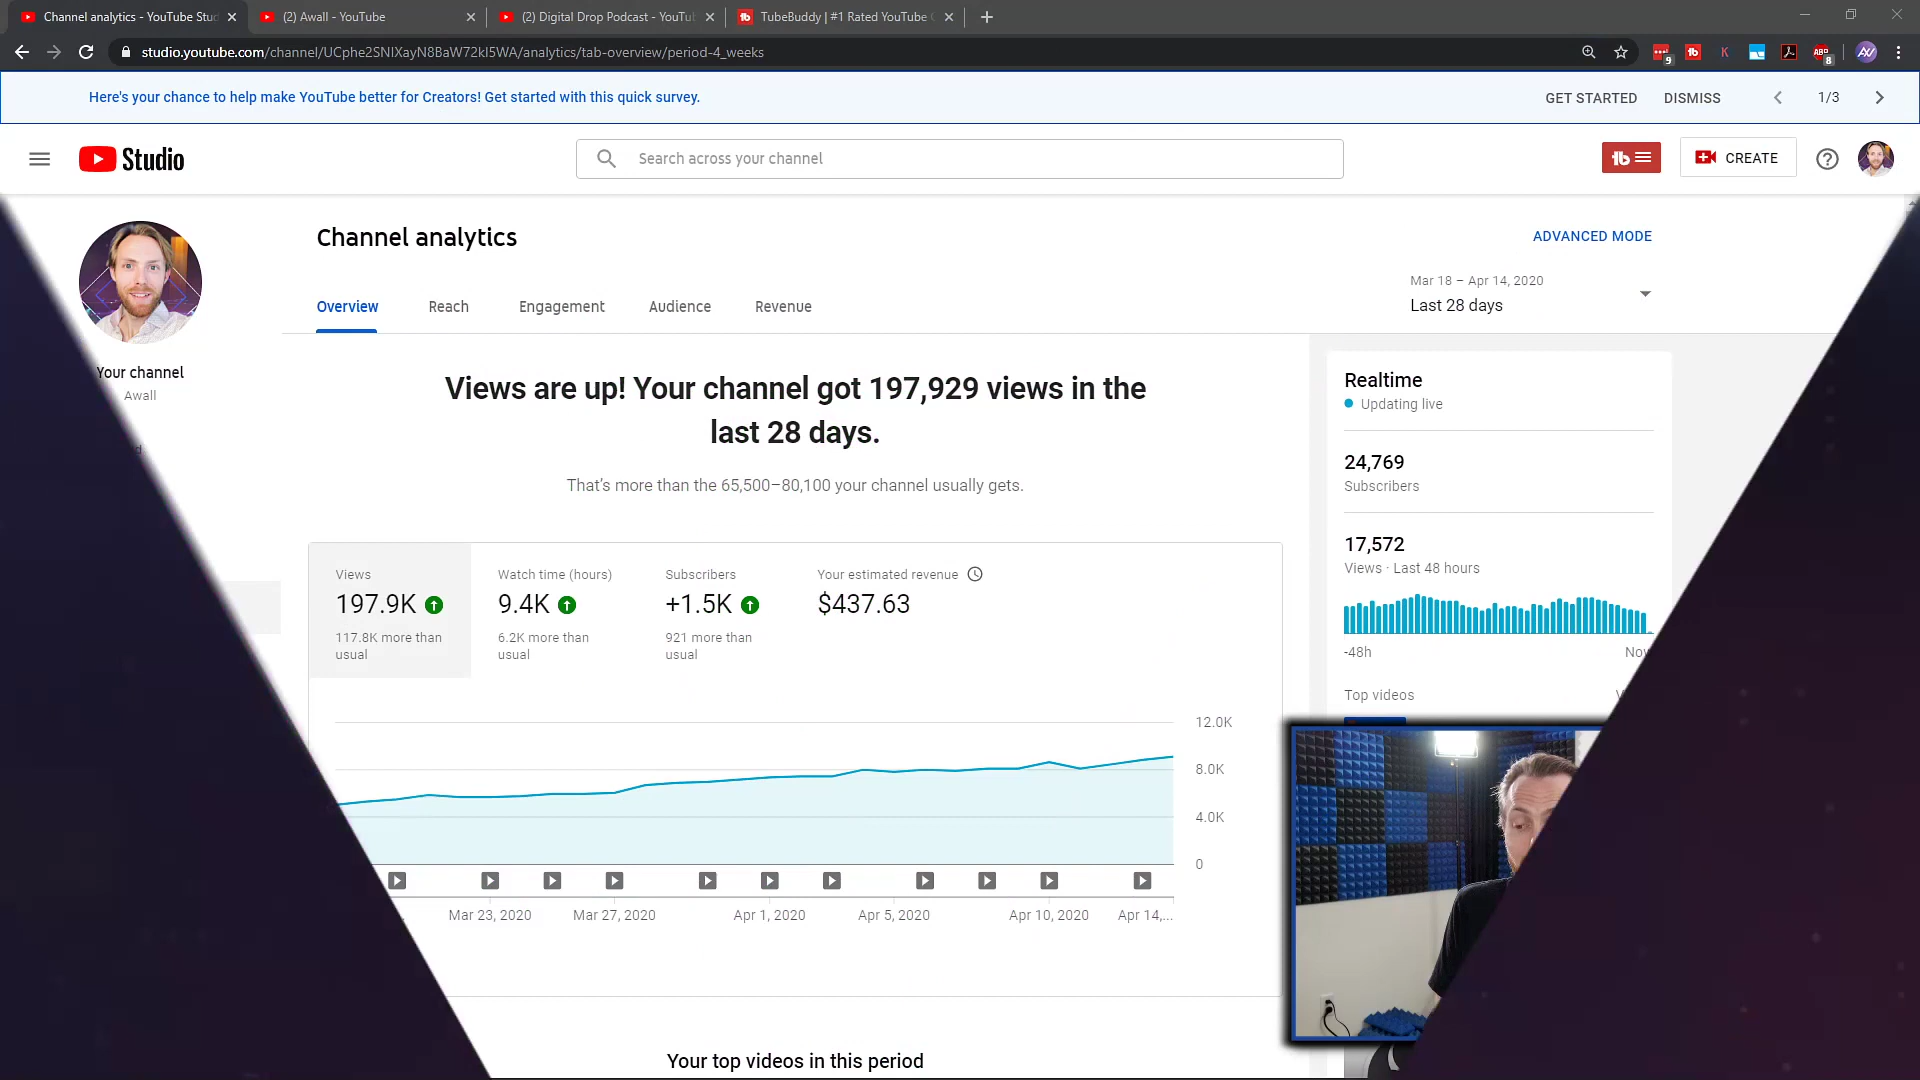 Channel analytics - YouTube Stud
(2) Awall - YouTube
(2) Digital Drop Podcast - YouTu
TubeBuddy | #1 Rated YouTube
studio.youtube.com/channel/UCphe2SNlXayN8BaW72kI5WA/analytics/tab-overview/period-4_weeks
9
8
Here's your chance to help make YouTube better for Creators! Get started with this quick survey.
GET STARTED
DISMISS
1/3
Studio
Search across your channel
tb
CREATE
Channel analytics
ADVANCED MODE
Mar 18 – Apr 14, 2020
Last 28 days
Overview
Reach
Engagement
Audience
Revenue
Your channel
Awall
Views are up! Your channel got 197,929 views in the
last 28 days.
That's more than the 65,500–80,100 your channel usually gets.
Realtime
Updating live
24,769
Subscribers
17,572
Views · Last 48 hours
-48h
Now
Top videos
Views
197.9K
117.8K more than
usual
Watch time (hours)
9.4K
6.2K more than
usual
Subscribers
+1.5K
921 more than
usual
Your estimated revenue
$437.63
12.0K
8.0K
4.0K
0
Mar 23, 2020
Mar 27, 2020
Apr 1, 2020
Apr 5, 2020
Apr 10, 2020
Apr 14,...
Your top videos in this period